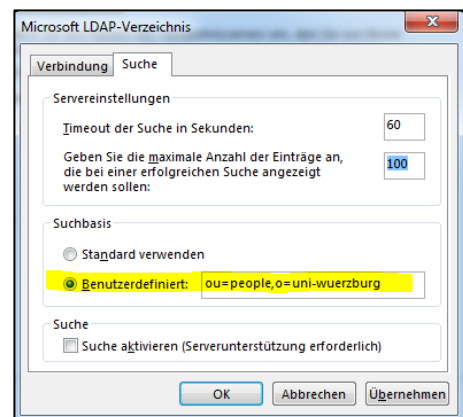 Microsoft LDAP-Verzeichnis
Verbindung Suche
Servereinstellungen
Timeout der Suche in Sekunden: 60
Geben Sie die maximale Anzahl der Einträge an, 100
die bei einer erfolgreichen Suche angezeigt
werden sollen:
Suchbasis
Standard verwenden
Benutzerdefiniert: ou=people,o=uni-wuerzburg
Suche
Suche aktivieren (Serverunterstützung erforderlich)
OK Abbrechen Übernehmen